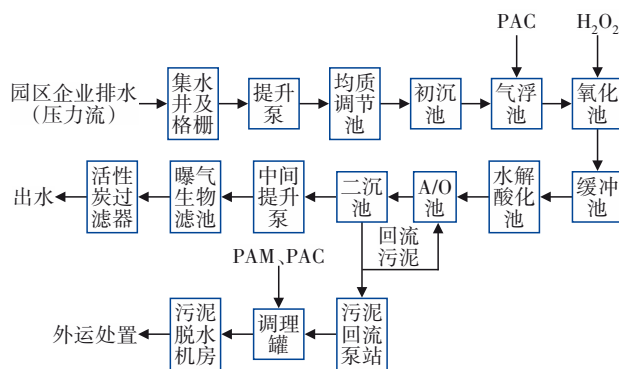 PAC
H₂O₂
园区企业排水
（压力流）
集水
井及
格栅
提升
泵
均质
调节
池
初沉
池
气浮
池
氧化
池
出水
活性
炭过
滤器
曝气
生物
滤池
中间
提升
泵
二沉
池
A/O
池
水解
酸化
池
缓冲
池
回流
污泥
PAM、PAC
外运处置
污泥
脱水
机房
调理
罐
污泥
回流
泵站